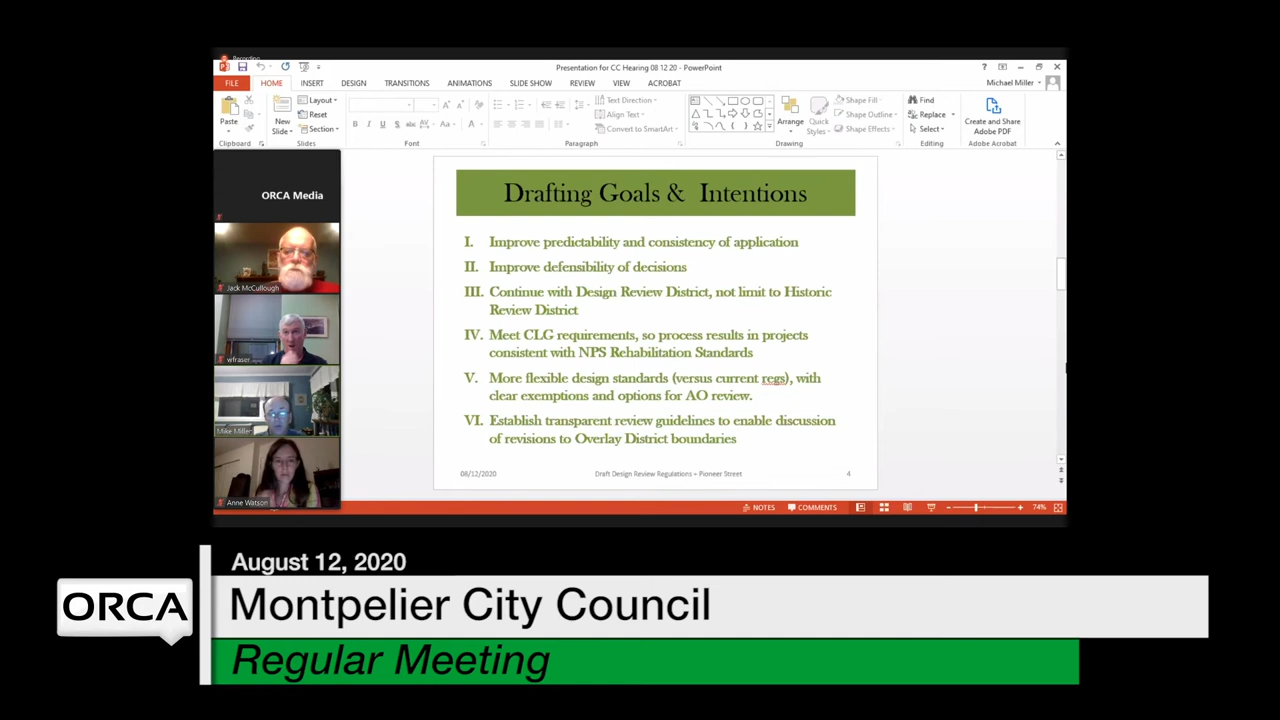 Recording
Presentation for CC Hearing 08 12 20 - PowerPoint
FILE HOME INSERT DESIGN TRANSITIONS ANIMATIONS SLIDE SHOW REVIEW VIEW ACROBAT Michael Miller
Paste
New
Slide
Layout
Reset
Section
Text Direction
Align Text
Convert to SmartArt
Arrange
Quick
Styles
Shape Fill
Shape Outline
Shape Effects
Find
Replace
Select
Create and Share
Adobe PDF
Clipboard Slides Font Paragraph Drawing Editing Adobe Acrobat
ORCA Media
Jack McCullough
wfraser
Mike Miller
Anne Watson
Drafting Goals & Intentions
I. Improve predictability and consistency of application
II. Improve defensibility of decisions
III. Continue with Design Review District, not limit to Historic
Review District
IV. Meet CLG requirements, so process results in projects
consistent with NPS Rehabilitation Standards
V. More flexible design standards (versus current regs), with
clear exemptions and options for AO review.
VI. Establish transparent review guidelines to enable discussion
of revisions to Overlay District boundaries
08/12/2020 Draft Design Review Regulations – Pioneer Street 4
NOTES COMMENTS 74%
August 12, 2020
ORCA
Montpelier City Council
Regular Meeting